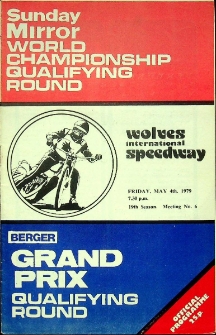 Sunday
Mirror
WORLD
CHAMPIONSHIP
QUALIFYING
ROUND
wolves
international
speedway
FRIDAY, MAY 4th, 1979
7.30 p.m.
19th Season. Meeting No. 6
BERGER
GRAND
PRIX
QUALIFYING
ROUND
OFFICIAL
PROGRAMME
25p